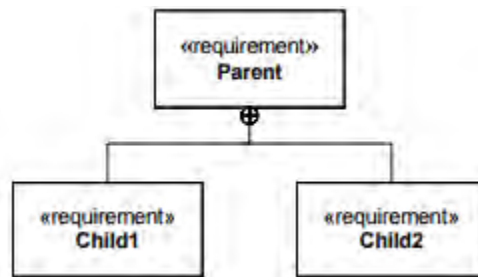 «requirement»
Parent
«requirement»
Child1
«requirement»
Child2